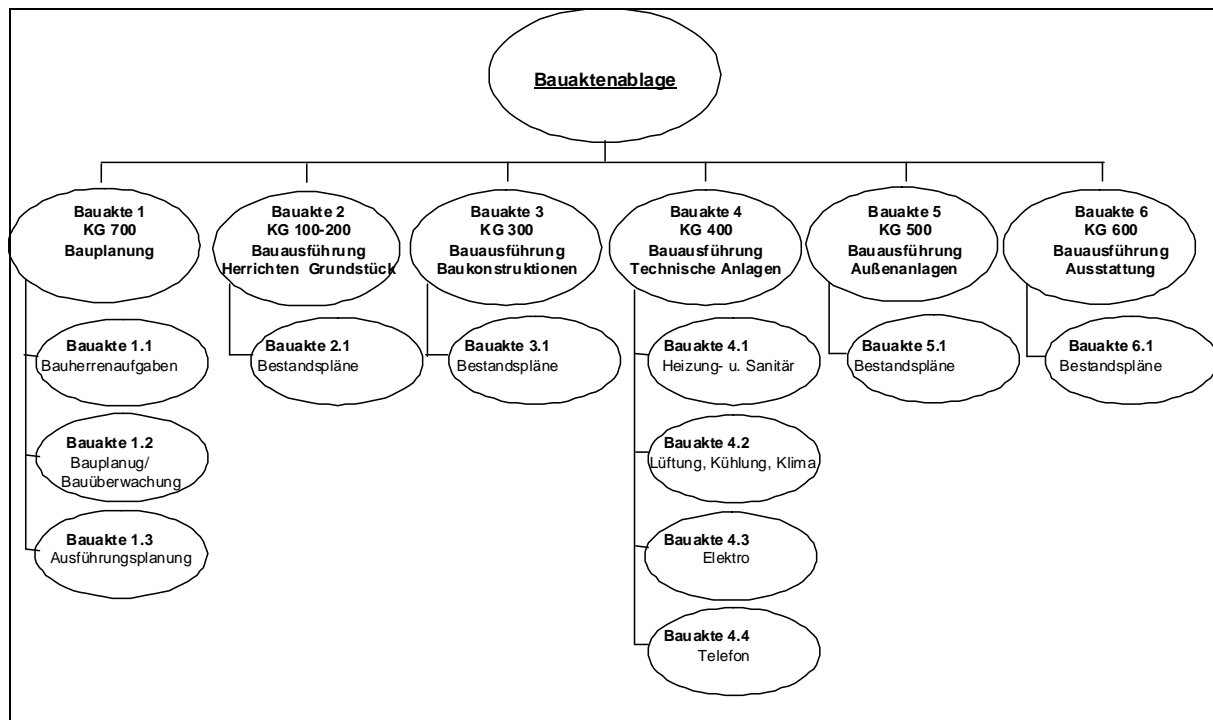 Bauaktenablage
Bauakte 1
KG 700
Bauplanung
Bauakte 2
KG 100-200
Bauausführung
Herrichten Grundstück
Bauakte 3
KG 300
Bauausführung
Baukonstruktionen
Bauakte 4
KG 400
Bauausführung
Technische Anlagen
Bauakte 5
KG 500
Bauausführung
Außenanlagen
Bauakte 6
KG 600
Bauausführung
Ausstattung
Bauakte 1.1
Bauherrenaufgaben
Bauakte 1.2
Bauplanug/
Bauüberwachung
Bauakte 1.3
Ausführungsplanung
Bauakte 2.1
Bestandspläne
Bauakte 3.1
Bestandspläne
Bauakte 4.1
Heizung- u. Sanitär
Bauakte 4.2
Lüftung, Kühlung, Klima
Bauakte 4.3
Elektro
Bauakte 4.4
Telefon
Bauakte 5.1
Bestandspläne
Bauakte 6.1
Bestandspläne